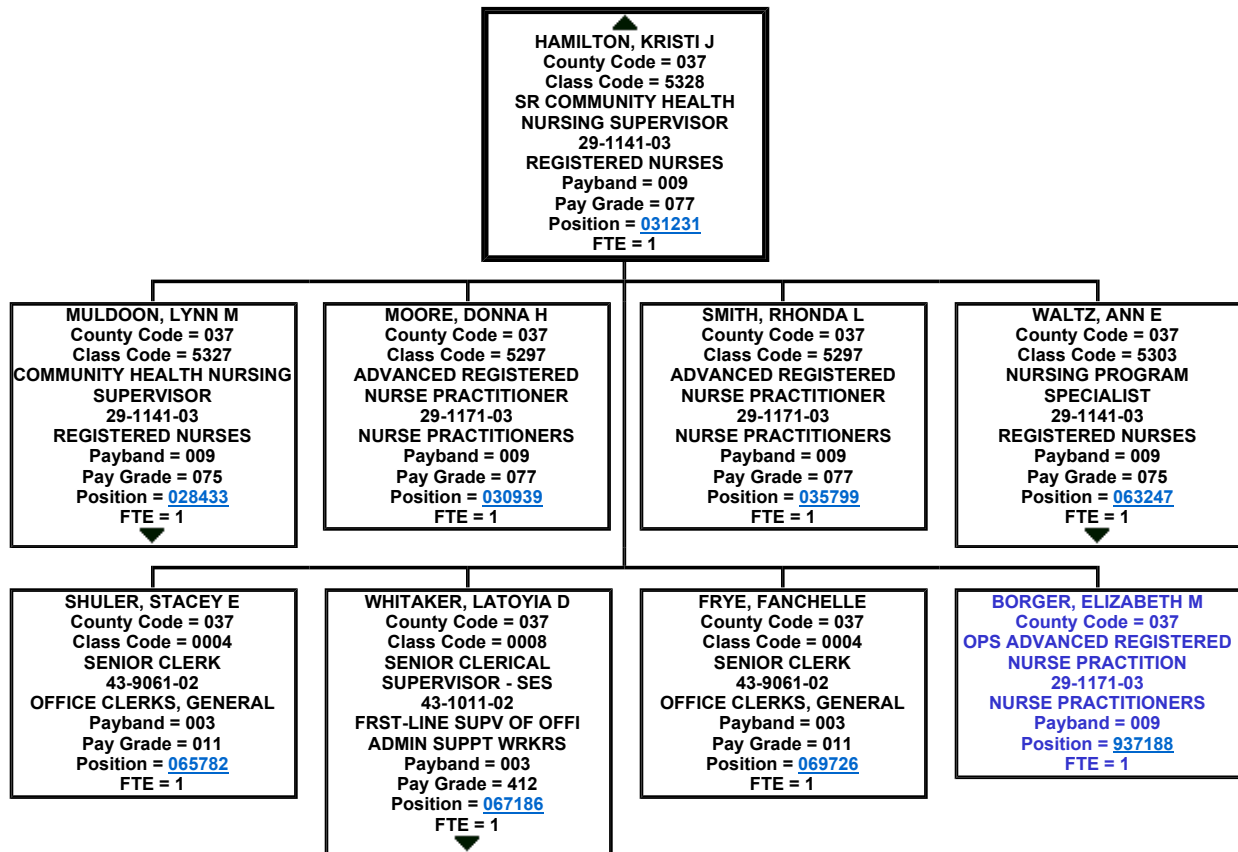 HAMILTON, KRISTI J
County Code = 037
Class Code = 5328
SR COMMUNITY HEALTH
NURSING SUPERVISOR
29-1141-03
REGISTERED NURSES
Payband = 009
Pay Grade = 077
Position = 031231
FTE = 1
MULDOON, LYNN M
County Code = 037
Class Code = 5327
COMMUNITY HEALTH NURSING
SUPERVISOR
29-1141-03
REGISTERED NURSES
Payband = 009
Pay Grade = 075
Position = 028433
FTE = 1
MOORE, DONNA H
County Code = 037
Class Code = 5297
ADVANCED REGISTERED
NURSE PRACTITIONER
29-1171-03
NURSE PRACTITIONERS
Payband = 009
Pay Grade = 077
Position = 030939
FTE = 1
SMITH, RHONDA L
County Code = 037
Class Code = 5297
ADVANCED REGISTERED
NURSE PRACTITIONER
29-1171-03
NURSE PRACTITIONERS
Payband = 009
Pay Grade = 077
Position = 035799
FTE = 1
WALTZ, ANN E
County Code = 037
Class Code = 5303
NURSING PROGRAM
SPECIALIST
29-1141-03
REGISTERED NURSES
Payband = 009
Pay Grade = 075
Position = 063247
FTE = 1
SHULER, STACEY E
County Code = 037
Class Code = 0004
SENIOR CLERK
43-9061-02
OFFICE CLERKS, GENERAL
Payband = 003
Pay Grade = 011
Position = 065782
FTE = 1
WHITAKER, LATOYIA D
County Code = 037
Class Code = 0008
SENIOR CLERICAL
SUPERVISOR - SES
43-1011-02
FRST-LINE SUPV OF OFFI
ADMIN SUPPT WRKRS
Payband = 003
Pay Grade = 412
Position = 067186
FTE = 1
FRYE, FANCHELLE
County Code = 037
Class Code = 0004
SENIOR CLERK
43-9061-02
OFFICE CLERKS, GENERAL
Payband = 003
Pay Grade = 011
Position = 069726
FTE = 1
BORGER, ELIZABETH M
County Code = 037
OPS ADVANCED REGISTERED
NURSE PRACTITION
29-1171-03
NURSE PRACTITIONERS
Payband = 009
Position = 937188
FTE = 1